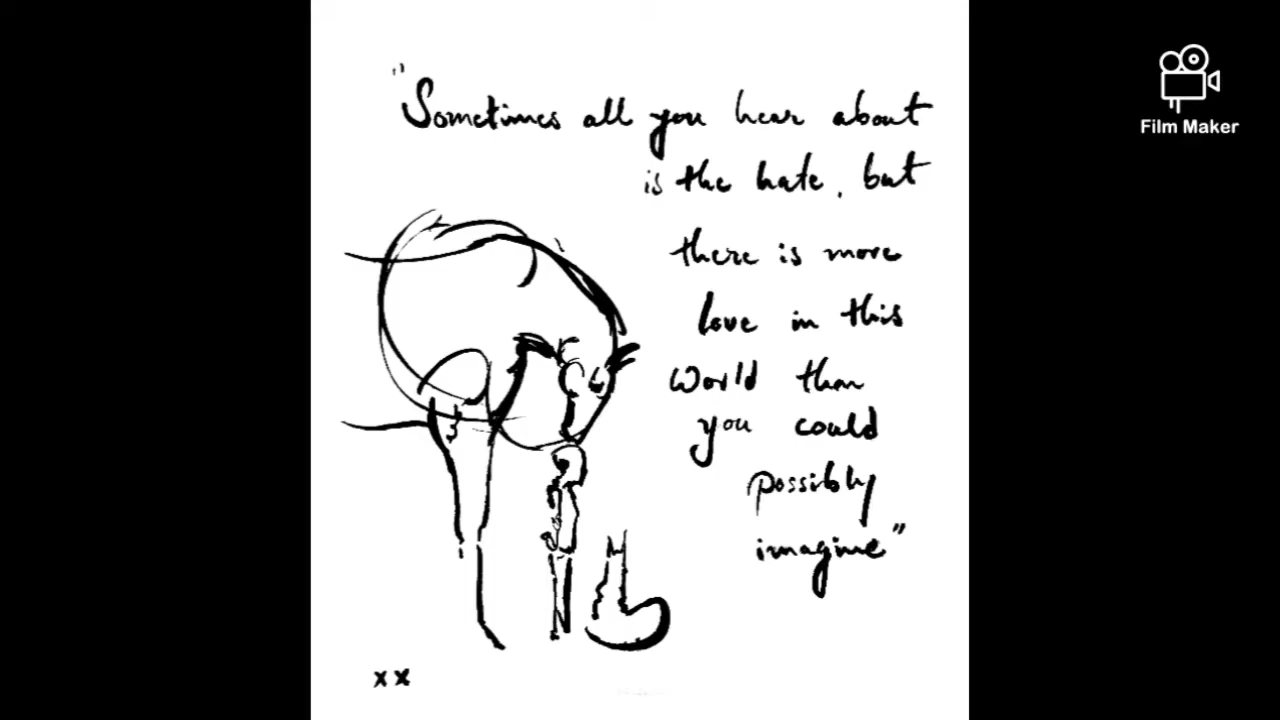 "Sometimes all you hear about
is the hate, but
there is more
love in this
world than
you could
possibly
imagine"
xx
Film Maker